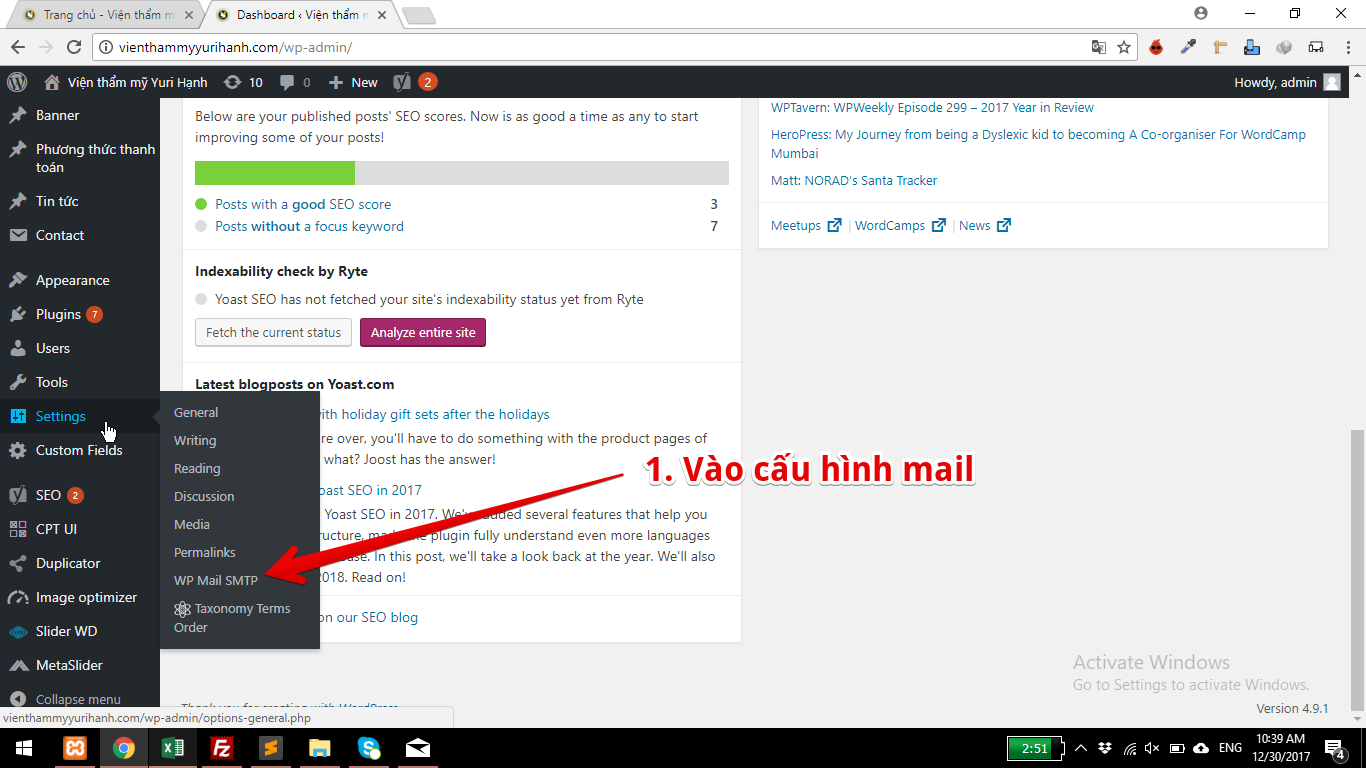 Trang chủ - Viện thẩm m
Dashboard ‹ Viện thẩm m
vienthammyyurihanh.com/wp-admin/
Viện thẩm mỹ Yuri Hạnh
10
0
New
2
Howdy, admin
Banner
Phương thức thanh
toán
Tin tức
Contact
Appearance
Plugins 7
Users
Tools
Settings
Custom Fields
SEO 2
CPT UI
Duplicator
Image optimizer
Slider WD
MetaSlider
Collapse menu
General
Writing
Reading
Discussion
Media
Permalinks
WP Mail SMTP
Taxonomy Terms
Order
Below are your published posts' SEO scores. Now is as good a time as any to start
improving some of your posts!
Posts with a good SEO score 3
Posts without a focus keyword 7
Indexability check by Ryte
Yoast SEO has not fetched your site's indexability status yet from Ryte
Fetch the current status
Analyze entire site
Latest blogposts on Yoast.com
with holiday gift sets after the holidays
re over, you'll have to do something with the product pages of
what? Joost has the answer!
oast SEO in 2017
Yoast SEO in 2017. We've added several features that help you
ructure, made the plugin fully understand even more languages
ase. In this post, we'll take a look back at the year. We'll also
2018. Read on!
on our SEO blog
Thank you for creating with WordPress.
WPTavern: WPWeekly Episode 299 – 2017 Year in Review
HeroPress: My Journey from being a Dyslexic kid to becoming A Co-organiser For WordCamp
Mumbai
Matt: NORAD's Santa Tracker
Meetups | WordCamps | News
1. Vào cấu hình mail
Activate Windows
Go to Settings to activate Windows.
Version 4.9.1
vienthammyyurihanh.com/wp-admin/options-general.php
2:51
ENG
10:39 AM
12/30/2017
4